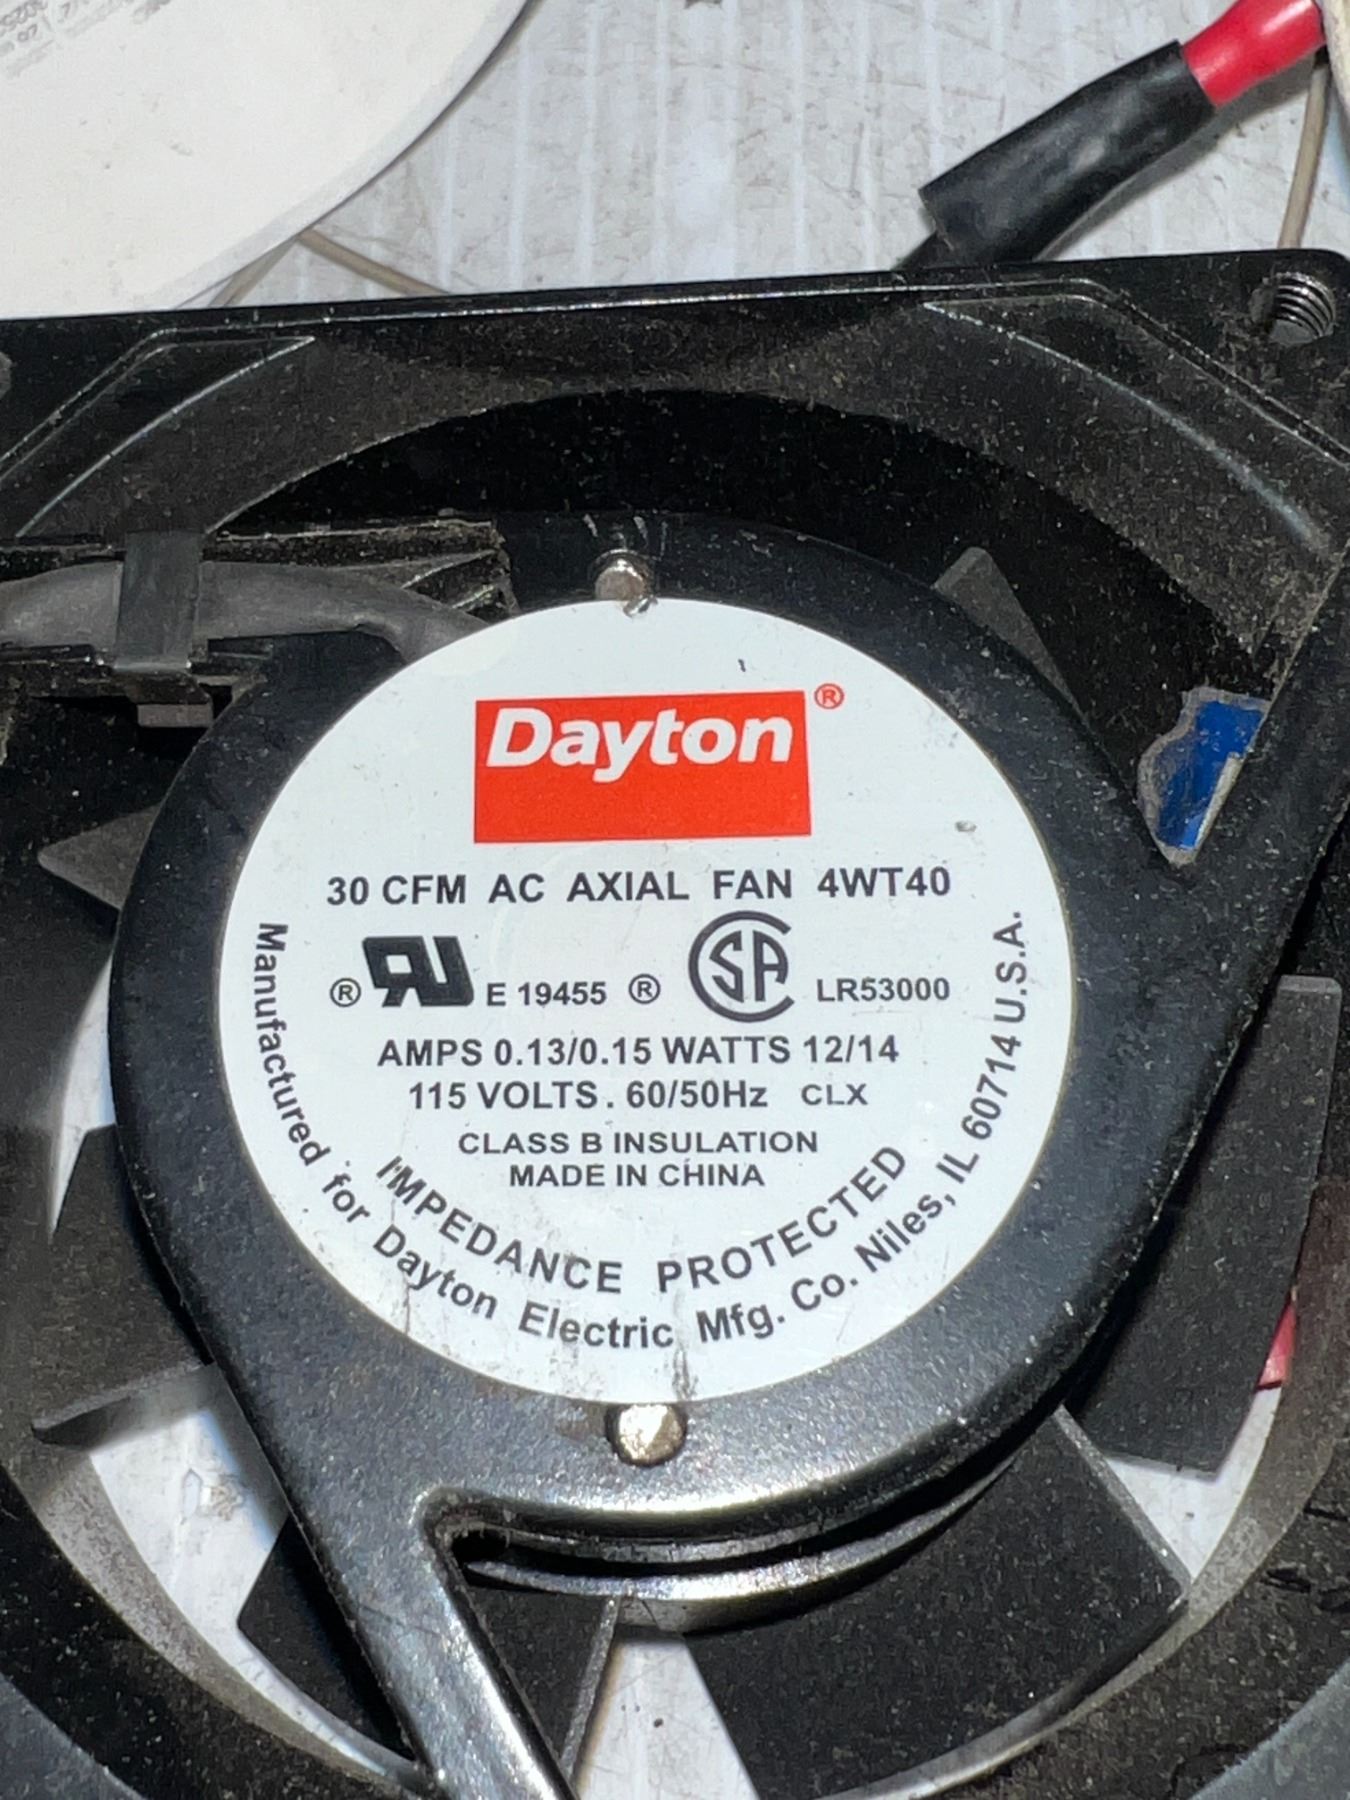 Dayton ®
30 CFM AC AXIAL FAN 4WT40
® RU E 19455 ® CSA LR53000
AMPS 0.13/0.15 WATTS 12/14
115 VOLTS . 60/50Hz CLX
CLASS B INSULATION
MADE IN CHINA
IMPEDANCE PROTECTED
Manufactured for Dayton Electric Mfg. Co. Niles, IL 60714 U.S.A.